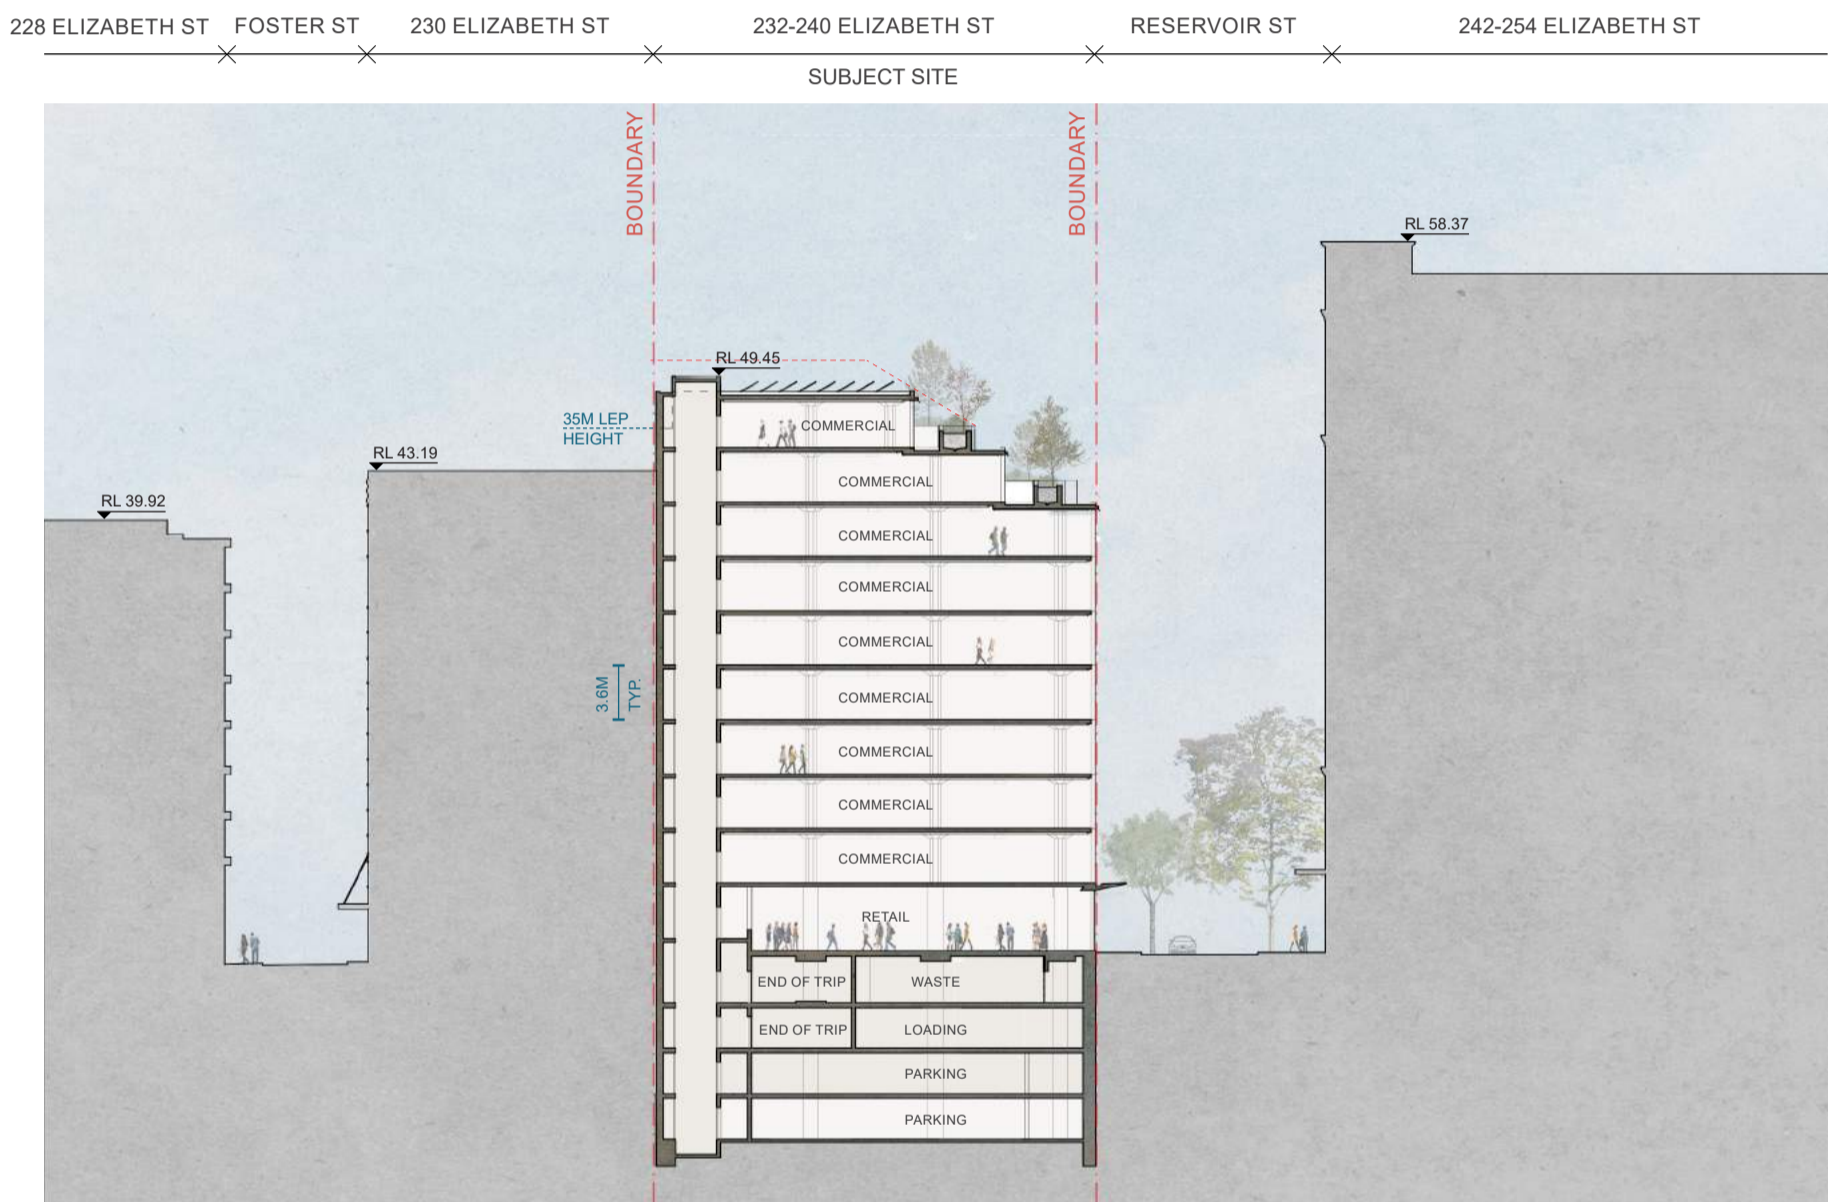 228 ELIZABETH ST
FOSTER ST
230 ELIZABETH ST
232-240 ELIZABETH ST
RESERVOIR ST
242-254 ELIZABETH ST
SUBJECT SITE
BOUNDARY
BOUNDARY
RL 58.37
RL 49.45
35M LEP
HEIGHT
COMMERCIAL
RL 43.19
COMMERCIAL
RL 39.92
COMMERCIAL
COMMERCIAL
COMMERCIAL
3.6M
TYP.
COMMERCIAL
COMMERCIAL
COMMERCIAL
COMMERCIAL
RETAIL
END OF TRIP
WASTE
END OF TRIP
LOADING
PARKING
PARKING